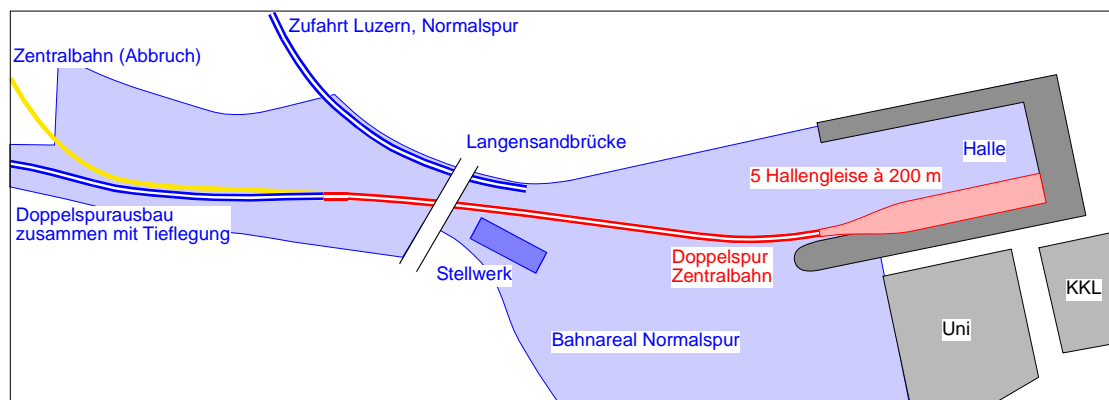 Zufahrt Luzern, Normalspur
Zentralbahn (Abbruch)
Langensandbrücke
Halle
5 Hallengleise à 200 m
Doppelspurausbau
zusammen mit Tieflegung
Doppelspur
Zentralbahn
Stellwerk
KKL
Uni
Bahnareal Normalspur